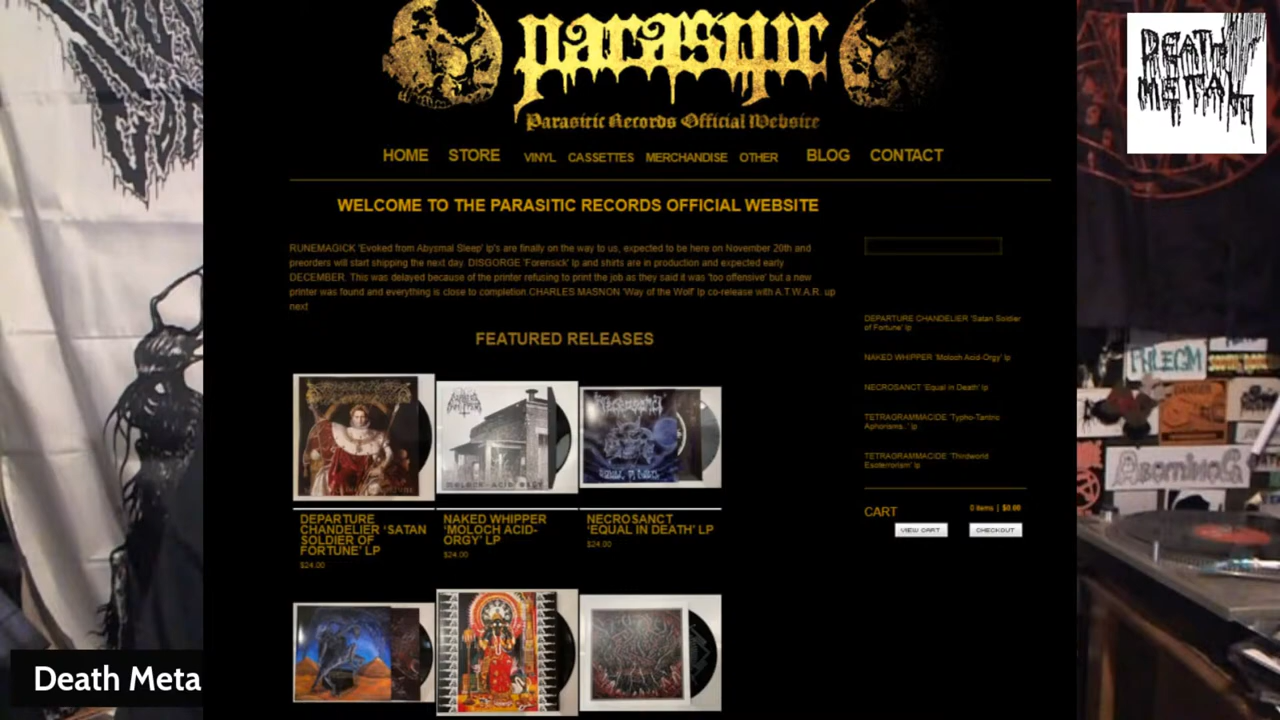 parasitic
Parasitic Records Official Website
DEATH
METAL
HOME STORE VINYL CASSETTES MERCHANDISE OTHER BLOG CONTACT
WELCOME TO THE PARASITIC RECORDS OFFICIAL WEBSITE
RUNEMAGICK 'Evoked from Abysmal Sleep' lp's are finally on the way to us, expected to be here on November 20th and
preorders will start shipping the next day. DISGORGE 'Forensick' lp and shirts are in production and expected early
DECEMBER. This was delayed because of the printer refusing to print the job as they said it was 'too offensive' but a new
printer was found and everything is close to completion.CHARLES MASNON 'Way of the Wolf' lp co-release with A.T.W.A.R. up
next
FEATURED RELEASES
DEPARTURE
CHANDELIER ‘SATAN
SOLDIER OF
FORTUNE’ LP
$24.00
NAKED WHIPPER
‘MOLOCH ACID-
ORGY’ LP
$24.00
NECROSANCT
‘EQUAL IN DEATH’ LP
$24.00
DEPARTURE CHANDELIER 'Satan Soldier
of Fortune' lp
NAKED WHIPPER 'Moloch Acid-Orgy' lp
NECROSANCT 'Equal in Death' lp
TETRAGRAMMACIDE 'Typho-Tantric
Aphorisms..' lp
TETRAGRAMMACIDE 'Thirdworld
Esoterrorism' lp
CART 0 items | $0.00
VIEW CART CHECKOUT
PHLEGM
MOLOCH ACID ORGY
Death Meta